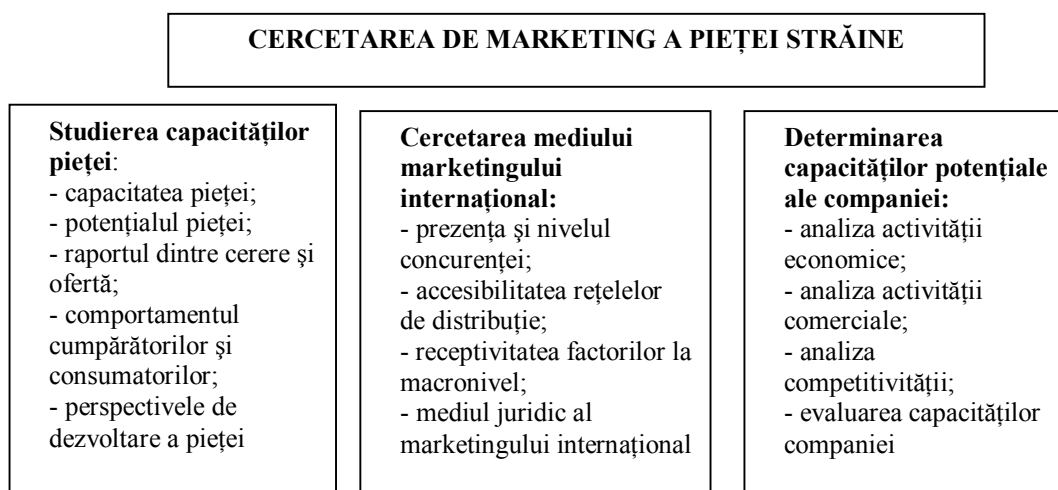 CERCETAREA DE MARKETING A PIEȚEI STRĂINE
Studierea capacităților
pieței:
- capacitatea pieței;
- potențialul pieței;
- raportul dintre cerere şi
ofertă;
- comportamentul
cumpărătorilor şi
consumatorilor;
- perspectivele de
dezvoltare a pieței
Cercetarea mediului
marketingului
internațional:
- prezența şi nivelul
concurenței;
- accesibilitatea rețelelor
de distribuție;
- receptivitatea factorilor la
macronivel;
- mediul juridic al
marketingului internațional
Determinarea
capacităților potențiale
ale companiei:
- analiza activității
economice;
- analiza activității
comerciale;
- analiza
competitivității;
- evaluarea capacităților
companiei